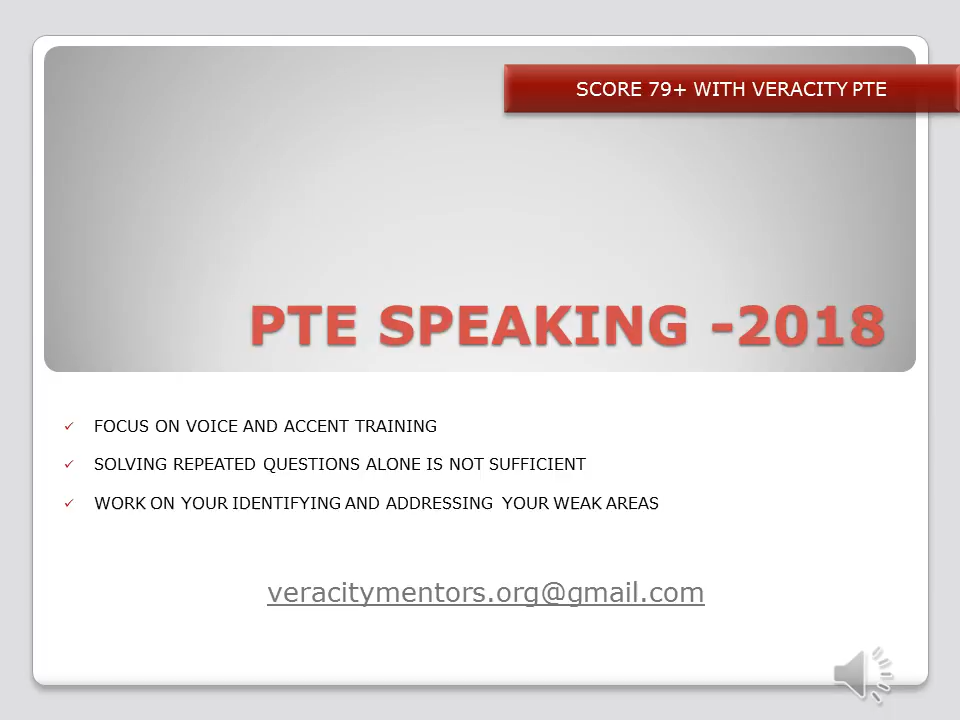 SCORE 79+ WITH VERACITY PTE
PTE SPEAKING -2018
✓ FOCUS ON VOICE AND ACCENT TRAINING
✓ SOLVING REPEATED QUESTIONS ALONE IS NOT SUFFICIENT
✓ WORK ON YOUR IDENTIFYING AND ADDRESSING YOUR WEAK AREAS
veracitymentors.org@gmail.com